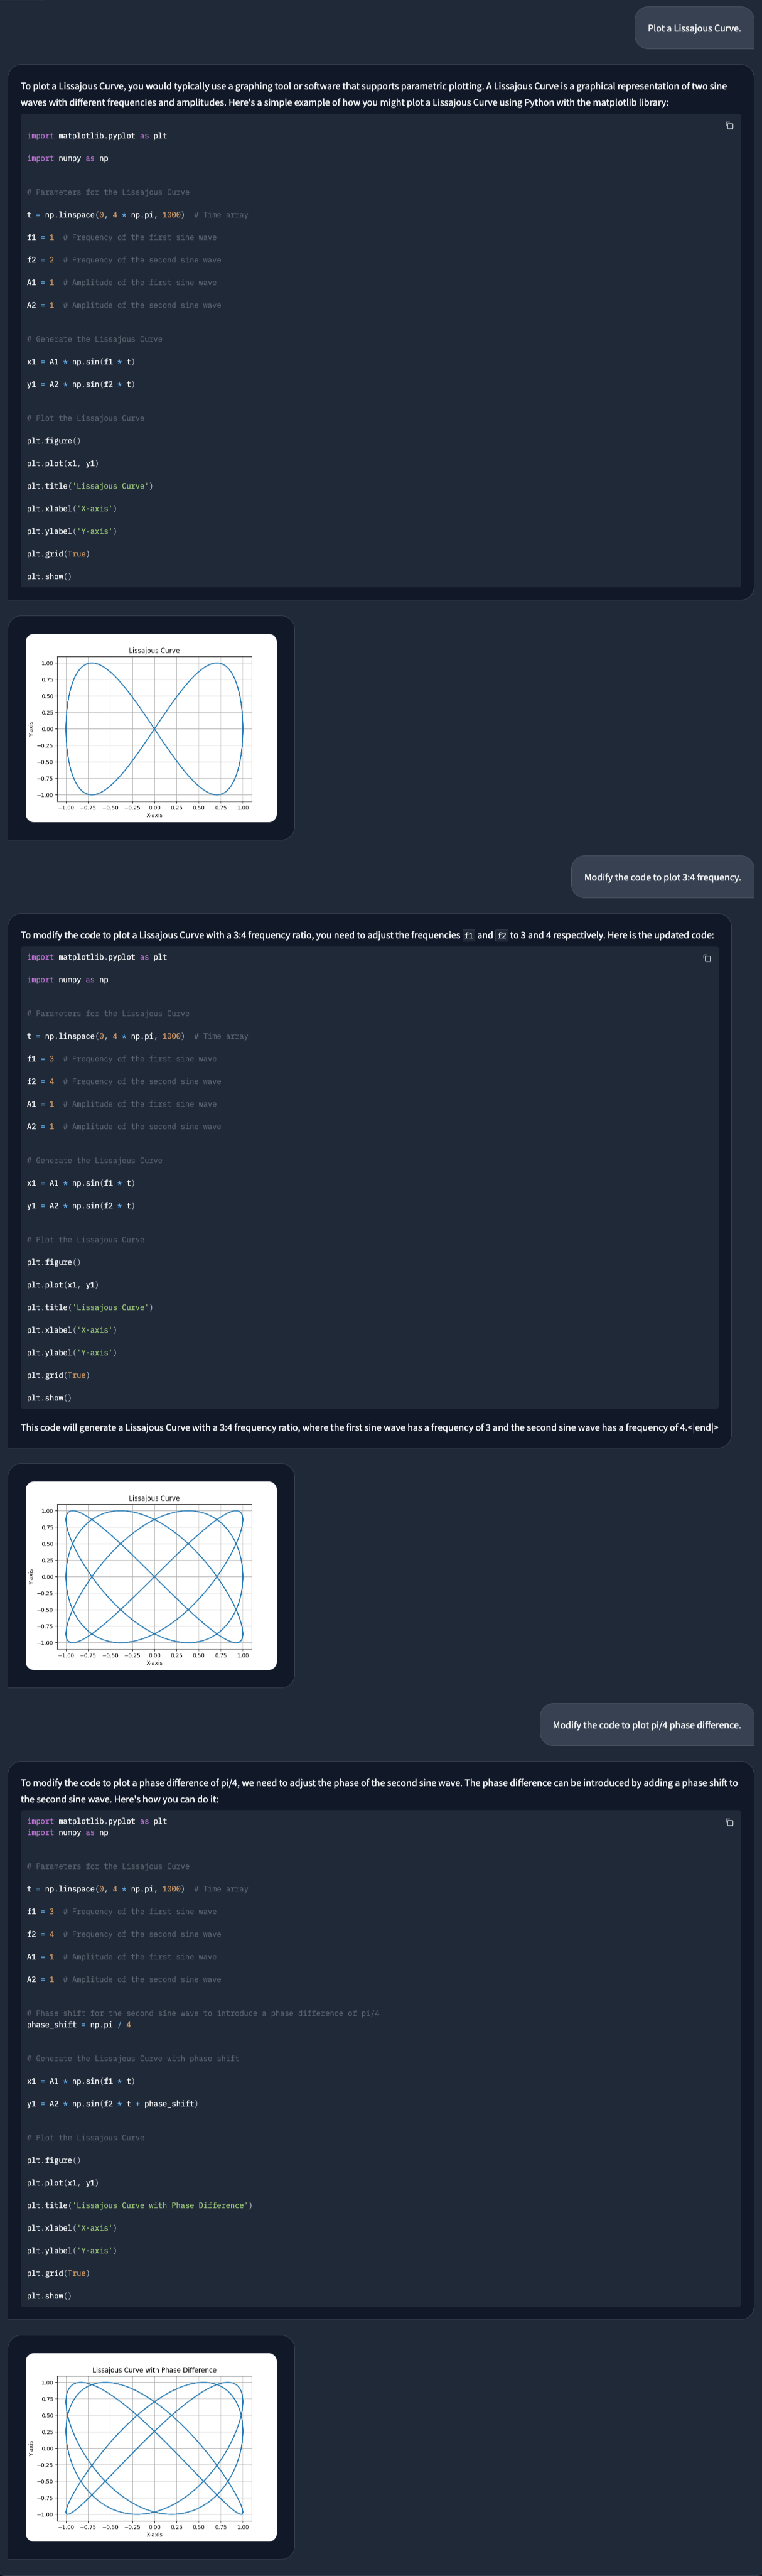 Plot a Lissajous Curve.
To plot a Lissajous Curve, you would typically use a graphing tool or software that supports parametric plotting. A Lissajous Curve is a graphical representation of two sine
waves with different frequencies and amplitudes. Here's a simple example of how you might plot a Lissajous Curve using Python with the matplotlib library:
import matplotlib.pyplot as plt
import numpy as np
# Parameters for the Lissajous Curve
t = np.linspace(0, 4 * np.pi, 1000)  # Time array
f1 = 1  # Frequency of the first sine wave
f2 = 2  # Frequency of the second sine wave
A1 = 1  # Amplitude of the first sine wave
A2 = 1  # Amplitude of the second sine wave
# Generate the Lissajous Curve
x1 = A1 * np.sin(f1 * t)
y1 = A2 * np.sin(f2 * t)
# Plot the Lissajous Curve
plt.figure()
plt.plot(x1, y1)
plt.title('Lissajous Curve')
plt.xlabel('X-axis')
plt.ylabel('Y-axis')
plt.grid(True)
plt.show()
Lissajous Curve
1.00
0.75
0.50
0.25
0.00
−0.25
−0.50
−0.75
−1.00
Y-axis
−1.00 −0.75 −0.50 −0.25 0.00 0.25 0.50 0.75 1.00
X-axis
Modify the code to plot 3:4 frequency.
To modify the code to plot a Lissajous Curve with a 3:4 frequency ratio, you need to adjust the frequencies f1 and f2 to 3 and 4 respectively. Here is the updated code:
import matplotlib.pyplot as plt
import numpy as np
# Parameters for the Lissajous Curve
t = np.linspace(0, 4 * np.pi, 1000)  # Time array
f1 = 3  # Frequency of the first sine wave
f2 = 4  # Frequency of the second sine wave
A1 = 1  # Amplitude of the first sine wave
A2 = 1  # Amplitude of the second sine wave
# Generate the Lissajous Curve
x1 = A1 * np.sin(f1 * t)
y1 = A2 * np.sin(f2 * t)
# Plot the Lissajous Curve
plt.figure()
plt.plot(x1, y1)
plt.title('Lissajous Curve')
plt.xlabel('X-axis')
plt.ylabel('Y-axis')
plt.grid(True)
plt.show()
This code will generate a Lissajous Curve with a 3:4 frequency ratio, where the first sine wave has a frequency of 3 and the second sine wave has a frequency of 4.<|end|>
Lissajous Curve
1.00
0.75
0.50
0.25
0.00
−0.25
−0.50
−0.75
−1.00
Y-axis
−1.00 −0.75 −0.50 −0.25 0.00 0.25 0.50 0.75 1.00
X-axis
Modify the code to plot pi/4 phase difference.
To modify the code to plot a phase difference of pi/4, we need to adjust the phase of the second sine wave. The phase difference can be introduced by adding a phase shift to
the second sine wave. Here's how you can do it:
import matplotlib.pyplot as plt
import numpy as np
# Parameters for the Lissajous Curve
t = np.linspace(0, 4 * np.pi, 1000)  # Time array
f1 = 3  # Frequency of the first sine wave
f2 = 4  # Frequency of the second sine wave
A1 = 1  # Amplitude of the first sine wave
A2 = 1  # Amplitude of the second sine wave
# Phase shift for the second sine wave to introduce a phase difference of pi/4
phase_shift = np.pi / 4
# Generate the Lissajous Curve with phase shift
x1 = A1 * np.sin(f1 * t)
y1 = A2 * np.sin(f2 * t + phase_shift)
# Plot the Lissajous Curve
plt.figure()
plt.plot(x1, y1)
plt.title('Lissajous Curve with Phase Difference')
plt.xlabel('X-axis')
plt.ylabel('Y-axis')
plt.grid(True)
plt.show()
Lissajous Curve with Phase Difference
1.00
0.75
0.50
0.25
0.00
−0.25
−0.50
−0.75
−1.00
Y-axis
−1.00 −0.75 −0.50 −0.25 0.00 0.25 0.50 0.75 1.00
X-axis